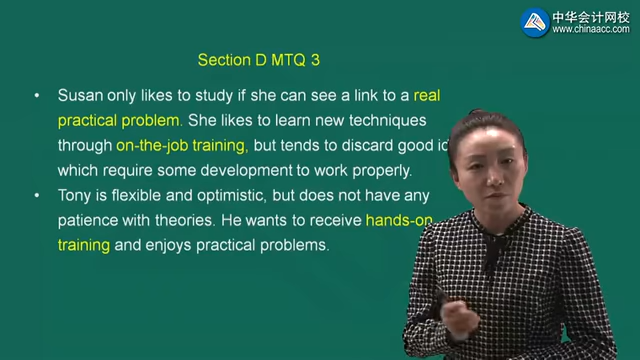 中华会计网校
www.chinaacc.com
Section D MTQ 3
• Susan only likes to study if she can see a link to a real
practical problem. She likes to learn new techniques
through on-the-job training, but tends to discard good
which require some development to work properly.
• Tony is flexible and optimistic, but does not have any
patience with theories. He wants to receive hands-on
training and enjoys practical problems.